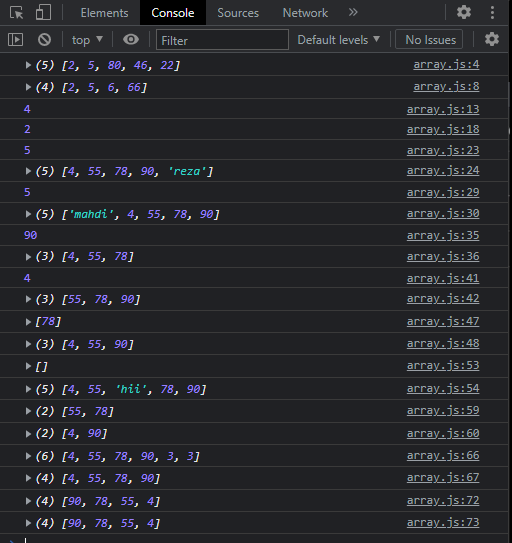 Elements Console Sources Network »
top ▼ Filter Default levels ▼ No Issues
▶ (5) [2, 5, 80, 46, 22] array.js:4
▶ (4) [2, 5, 6, 66] array.js:8
4 array.js:13
2 array.js:18
5 array.js:23
▶ (5) [4, 55, 78, 90, 'reza'] array.js:24
5 array.js:29
▶ (5) ['mahdi', 4, 55, 78, 90] array.js:30
90 array.js:35
▶ (3) [4, 55, 78] array.js:36
4 array.js:41
▶ (3) [55, 78, 90] array.js:42
▶ [78] array.js:47
▶ (3) [4, 55, 90] array.js:48
▶ [] array.js:53
▶ (5) [4, 55, 'hii', 78, 90] array.js:54
▶ (2) [55, 78] array.js:59
▶ (2) [4, 90] array.js:60
▶ (6) [4, 55, 78, 90, 3, 3] array.js:66
▶ (4) [4, 55, 78, 90] array.js:67
▶ (4) [90, 78, 55, 4] array.js:72
▶ (4) [90, 78, 55, 4] array.js:73